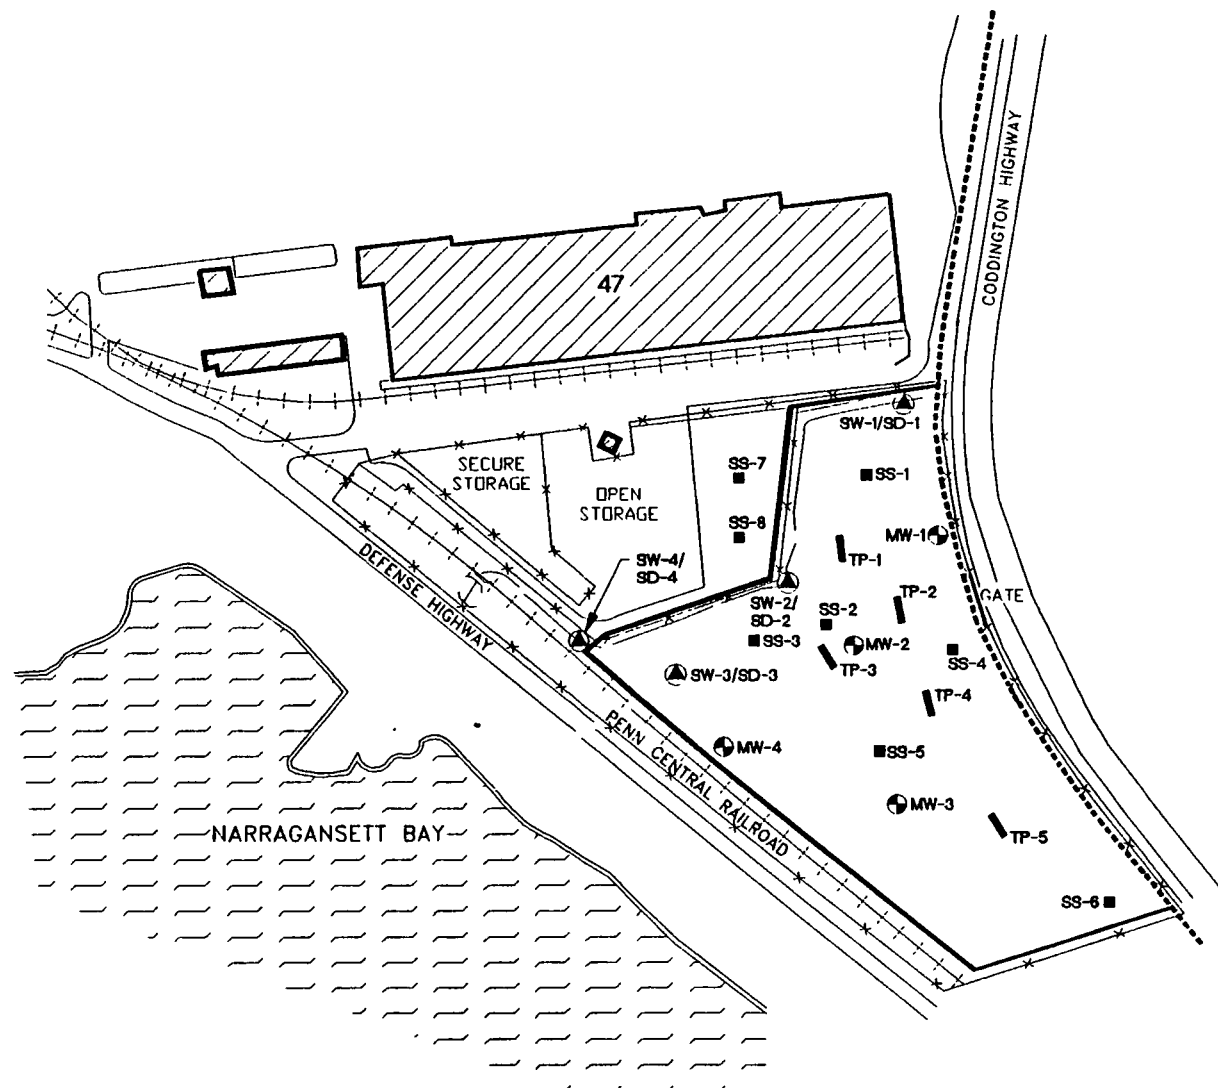 CODDINGTON HIGHWAY
47
SW-1/SD-1
SECURE
STORAGE
SS-7
SS-1
OPEN
STORAGE
SS-8
MW-1
DEFENSE HIGHWAY
SW-4/
SD-4
TP-1
TP-2
GATE
SW-2/
SD-2
SS-2
SS-3
MW-2
SS-4
TP-3
SW-3/SD-3
TP-4
PENN CENTRAL RAILROAD
MW-4
SS-5
MW-3
NARRAGANSETT BAY
TP-5
SS-6